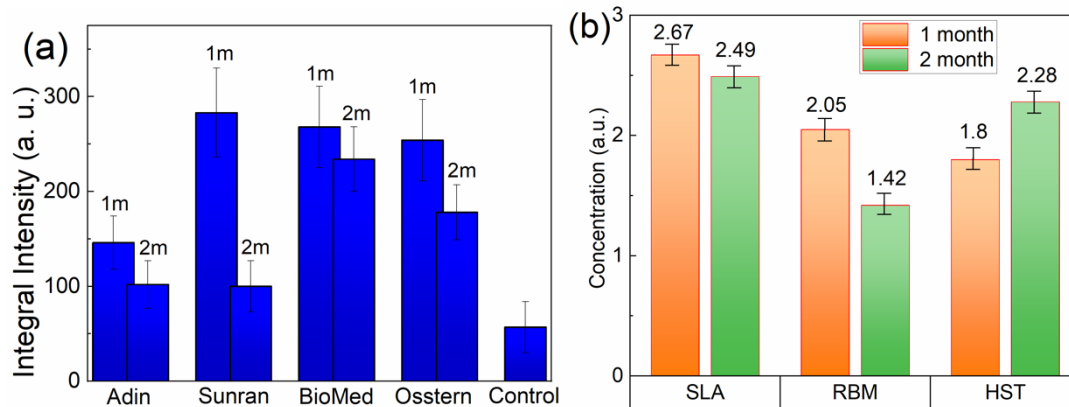 (a)
Integral Intensity (a. u.)
300
200
100
0
1m
2m
1m
2m
1m
2m
1m
2m
Adin
Sunran
BioMed
Osstern
Control
(b)
Concentration (a.u.)
3
2
1
0
1 month
2 month
2.67
2.49
2.05
1.42
1.8
2.28
SLA
RBM
HST